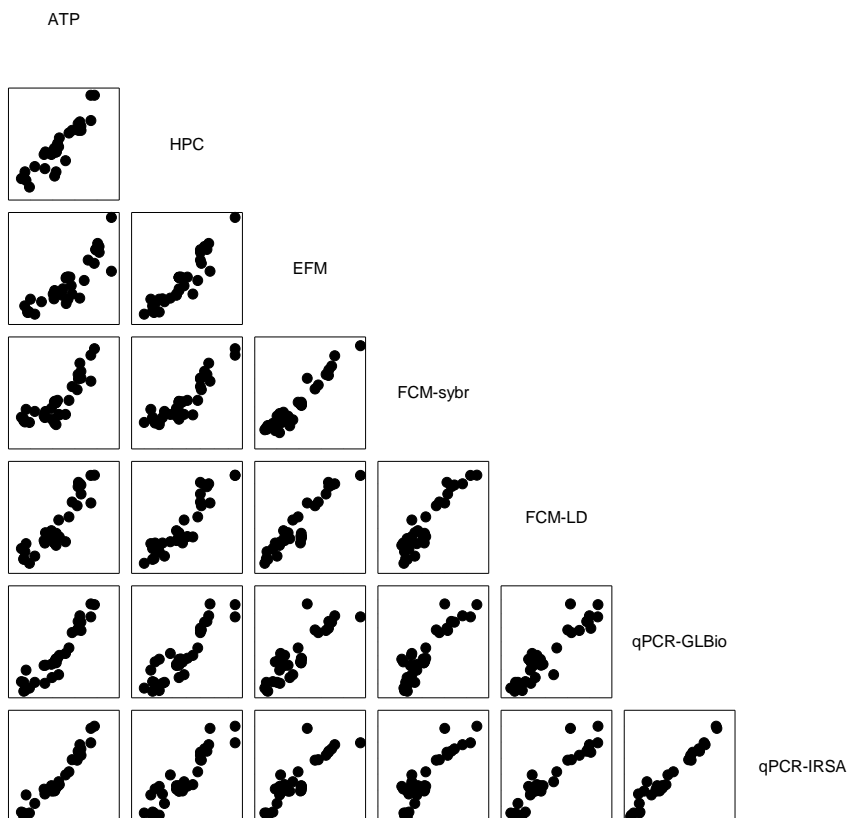 ATP
HPC
EFM
FCM-sybr
FCM-LD
qPCR-GLBio
qPCR-IRSA